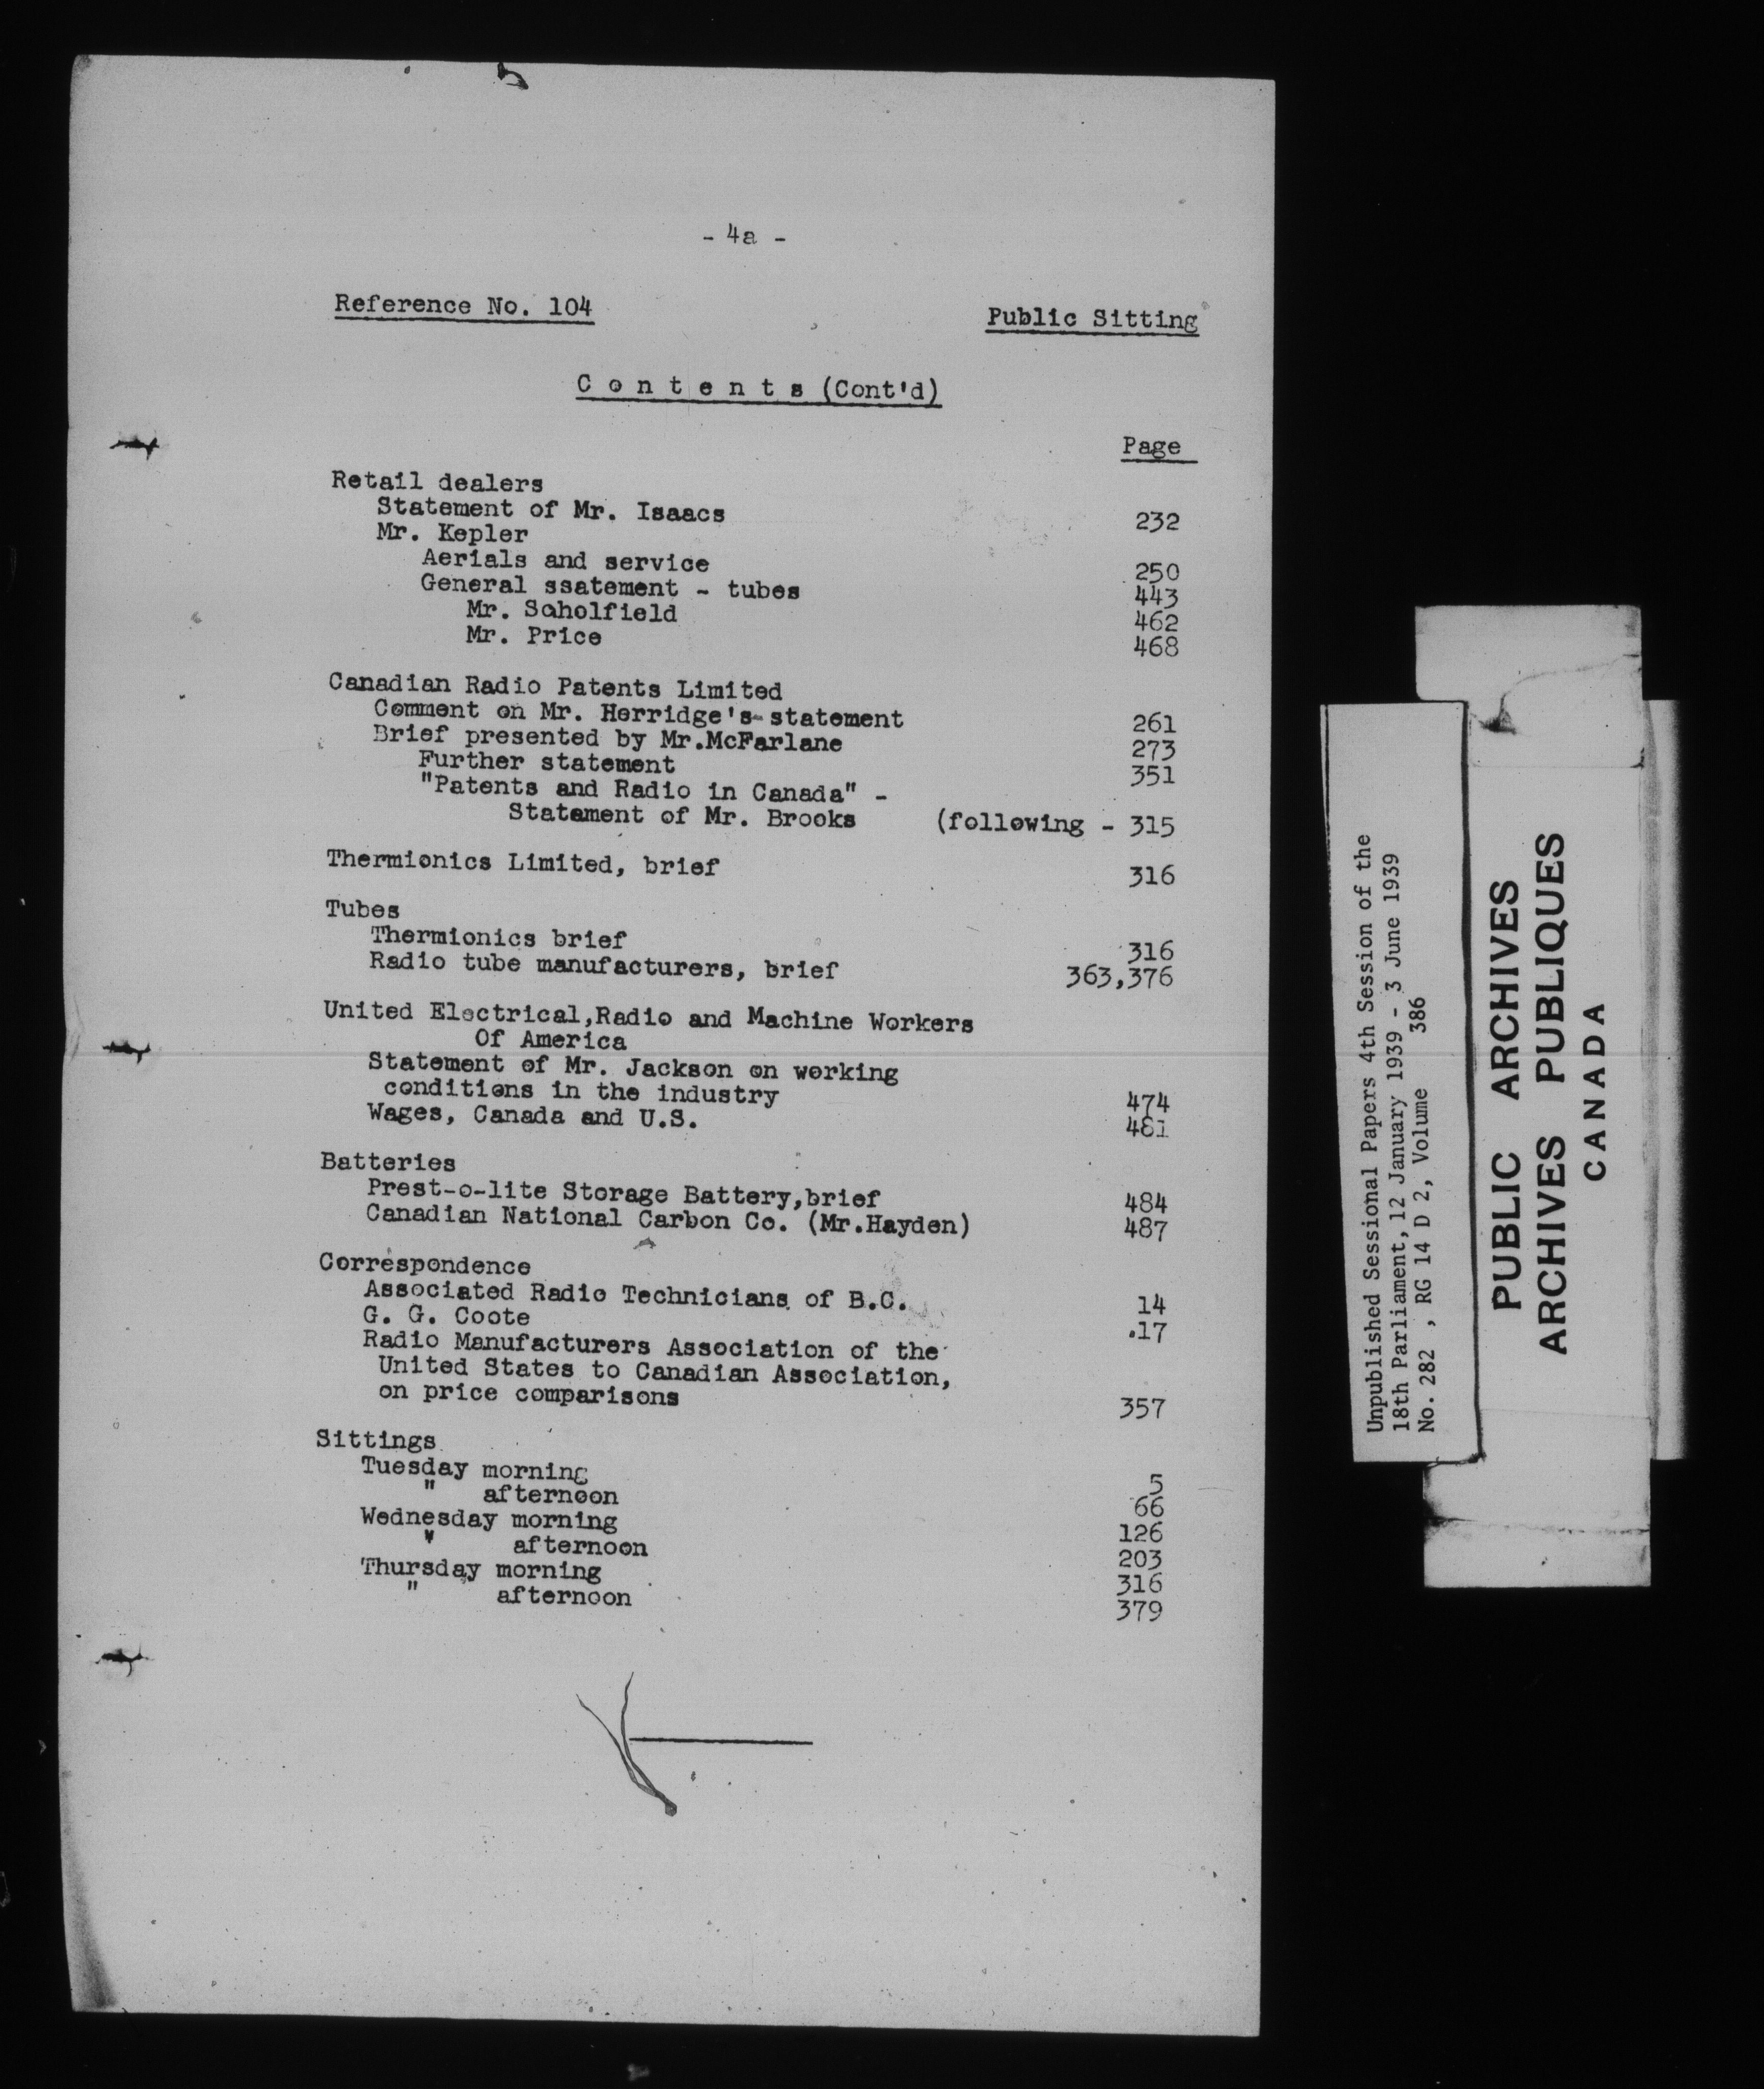 - 4a -
Reference No. 104 Public Sitting
C o n t e n t s (Cont'd)
Page
Retail dealers
Statement of Mr. Isaacs 232
Mr. Kepler
Aerials and service 250
General ssatement - tubes 443
Mr. Scholfield 462
Mr. Price 468
Canadian Radio Patents Limited
Comment on Mr. Herridge's statement 261
Brief presented by Mr.McFarlane 273
Further statement 351
"Patents and Radio in Canada" -
Statement of Mr. Brooks (following - 315
Thermionics Limited, brief 316
Tubes
Thermionics brief 316
Radio tube manufacturers, brief 363,376
United Electrical,Radio and Machine Workers
Of America
Statement of Mr. Jackson on working
conditions in the industry 474
Wages, Canada and U.S. 481
Batteries
Prest-o-lite Storage Battery,brief 484
Canadian National Carbon Co. (Mr.Hayden) 487
Correspondence
Associated Radio Technicians of B.C. 14
G. G. Coote 17
Radio Manufacturers Association of the
United States to Canadian Association,
on price comparisons 357
Sittings
Tuesday morning 5
" afternoon 66
Wednesday morning 126
" afternoon 203
Thursday morning 316
" afternoon 379
Unpublished Sessional Papers 4th Session of the
18th Parliament, 12 January 1939 - 3 June 1939
No. 282 , RG 14 D 2, Volume 386
PUBLIC ARCHIVES
ARCHIVES PUBLIQUES
CANADA